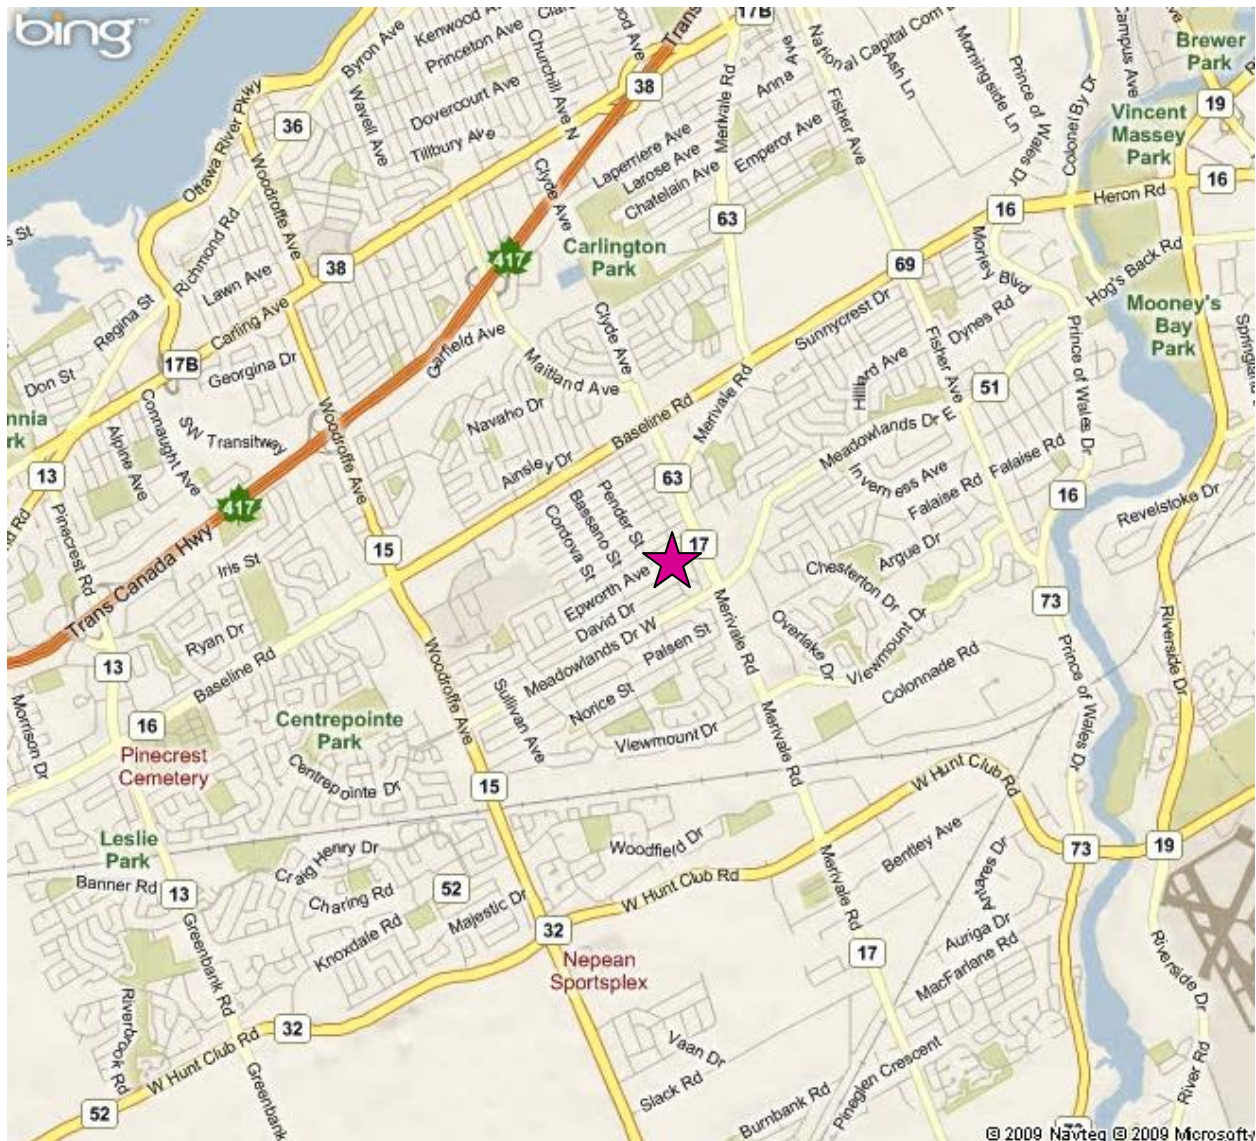 bing™
Byron Ave
Kenwood Ave
Princeton Ave
Churchill Ave N
Trans
17B
Anna Ave
National Capital Com
Ash Ln
Morningside Ln
Prince of Wales Dr
Colonel By Dr
Campus Ave
Brewer
Park
36
Wavell Ave
Dovercourt Ave
Tillbury Ave
38
Merivale Rd
Fisher Ave
19
Vincent
Massey
Park
Ottawa River Pkwy
Woodroffe Ave
Clyde Ave
Laperriere Ave
Larose Ave
Chatelain Ave
Emperor Ave
Heron Rd
16
16
Richmond Rd
63
s St
Lawn Ave
38
417
Carlington
Park
69
Morley Blvd
Hog's Back Rd
Regina St
Carling Ave
Mooney's
Bay
Park
Sunnycrest Dr
Dynes Rd
Springland
Garfield Ave
Clyde Ave
17B
Georgina Dr
Don St
Maitland Ave
Merivale Rd
Hilliard Ave
Fisher Ave
51
Prince of Wales Dr
Connaught Ave
Alpine Ave
SW Transitway
Woodroffe Ave
Navaho Dr
Baseline Rd
Meadowlands Dr E
nnia
rk
13
Ainsley Dr
63
Inverness Ave
Falaise Rd
Falaise Rd
16
Revelstoke Dr
417
Pinecrest Rd
Trans Canada Hwy
Pender St
Bassano St
Cordova St
17
15
Iris St
Epworth Ave
Argue Dr
Chesterton Dr
73
David Dr
Meadowlands Dr W
Merivale Rd
Overlake Dr
Viewmount Dr
Riverside Dr
Ryan Dr
13
Baseline Rd
Woodroffe Ave
Palsen St
Colonnade Rd
Prince of Wales Dr
Morrison Dr
16
Centrepointe
Park
Sullivan Ave
Norice St
Viewmount Dr
Merivale Rd
Pinecrest
Cemetery
Centrepointe Dr
15
W Hunt Club Rd
Leslie
Park
Craig Henry Dr
Woodfield Dr
Bentley Ave
73
19
Banner Rd
13
Charing Rd
52
Majestic Dr
W Hunt Club Rd
Merivale Rd
Antares Dr
Knoxdale Rd
32
Auriga Dr
Greenbank Rd
Nepean
Sportsplex
17
MacFarlane Rd
Riverside Dr
Riverbrook Rd
32
W Hunt Club Rd
Vaan Dr
Slack Rd
Pineglen Crescent
River Rd
52
Greenbank
Burnbank Rd
© 2009 Navteq © 2009 Microsoft